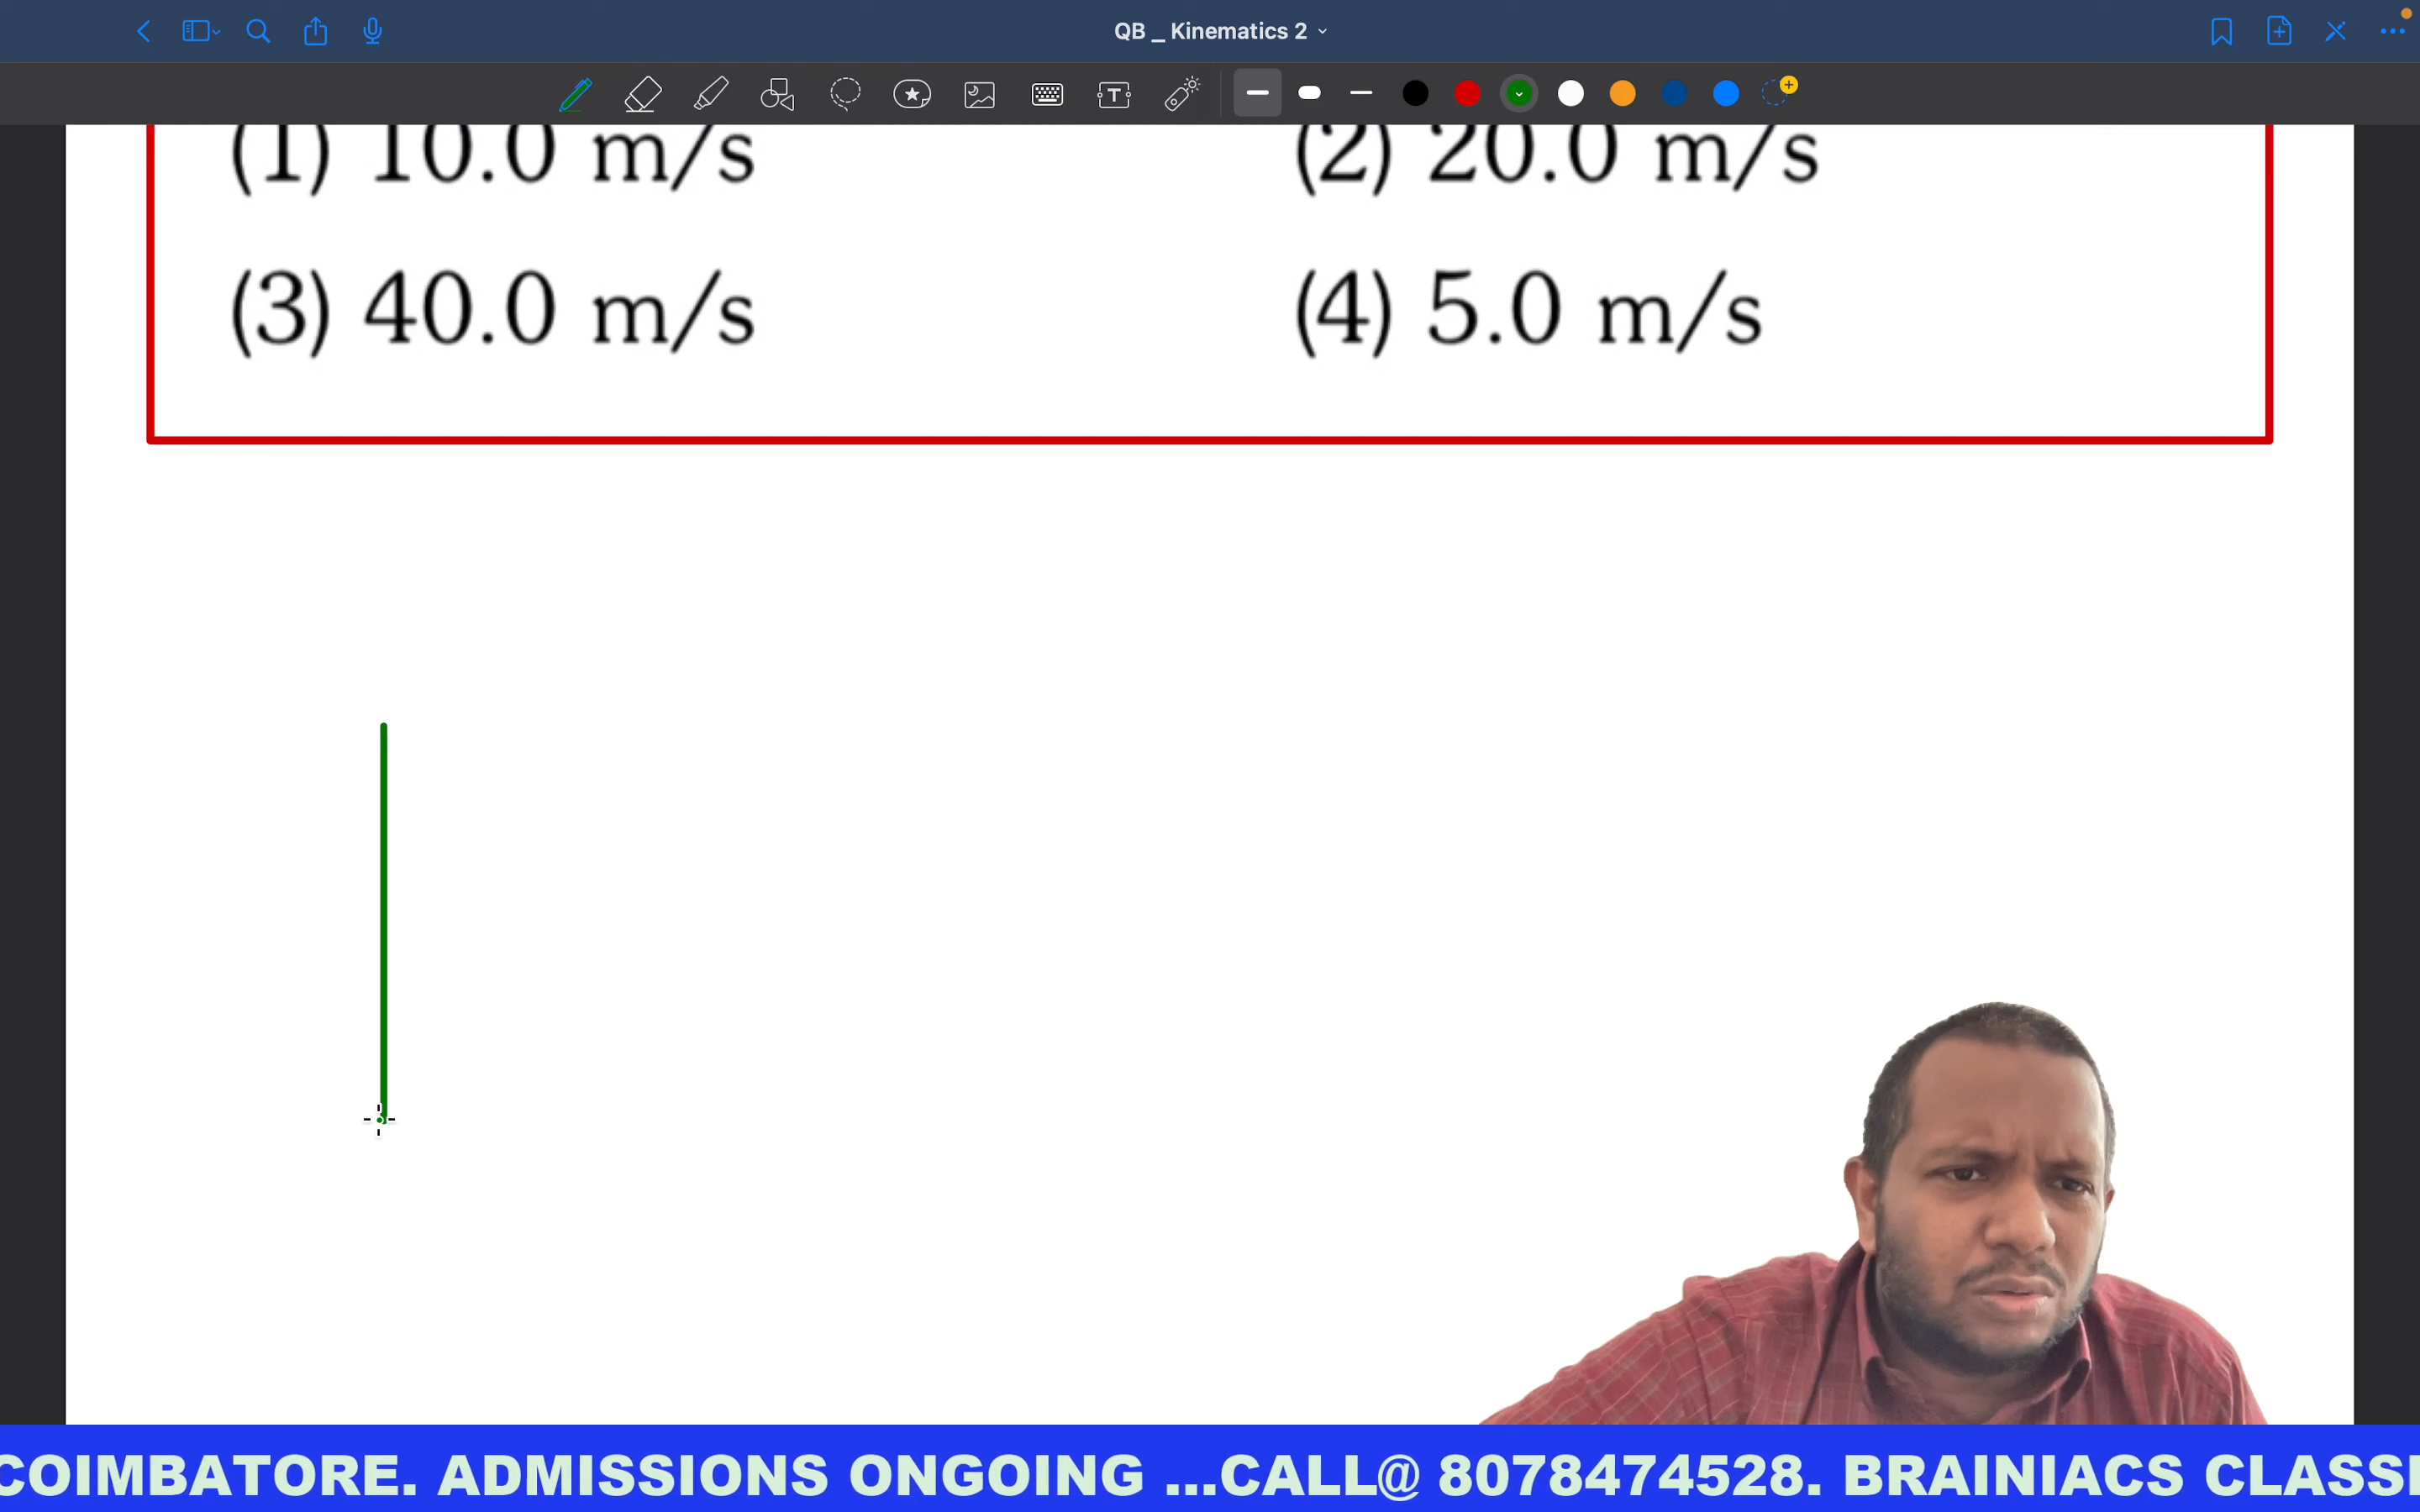 QB _ Kinematics 2
(1) 10.0 m/s (2) 20.0 m/s
(3) 40.0 m/s (4) 5.0 m/s
COIMBATORE. ADMISSIONS ONGOING ...CALL@ 8078474528. BRAINIACS CLASS